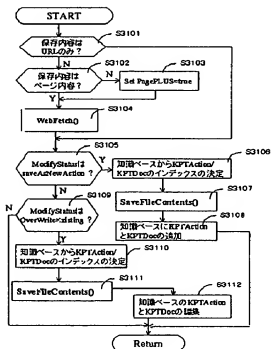 START
S3101
保存内容は
URLのみ?
N
S3102
保存内容は
ページ内容?
N
S3103
Set PagePLUS=true
Y
S3104
WebFetch()
S3105
ModifyStatusは
saveAsNewAction?
Y
S3106
知識ベースからKPTAction/
KPTDocのインデックスの決定
N
S3107
SaveFileContents()
S3109
N
ModifyStatusは
OverWriteExisting?
S3108
知識ベースにKPTAction
とKPTDocの追加
Y
S3110
知識ベースからKPTAction/
KPTDocのインデックスの決定
S3111
SaveFileContents()
S3112
知識ベースのKPTAction
とKPTDocの編集
Return